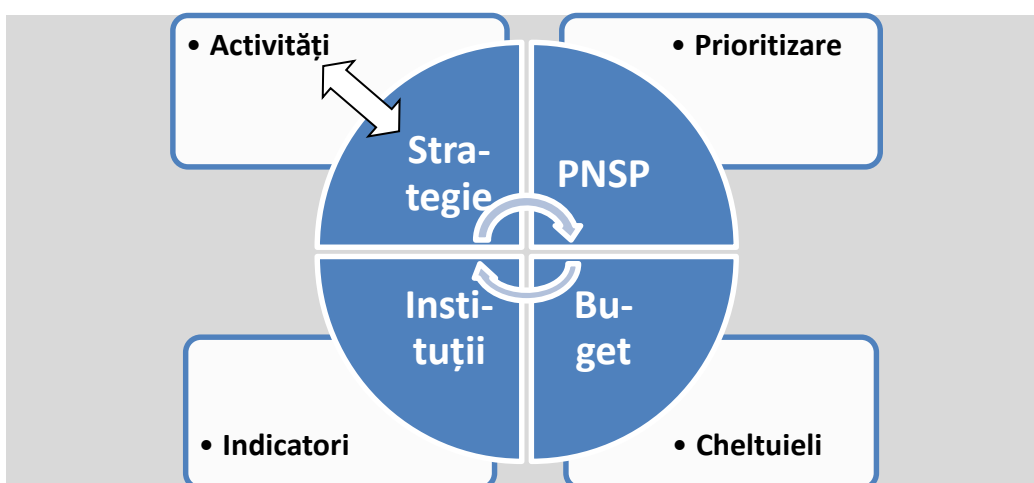 • Activități
• Prioritizare
Stra-
tegie
PNSP
Insti-
tuții
Bu-
get
• Indicatori
• Cheltuieli